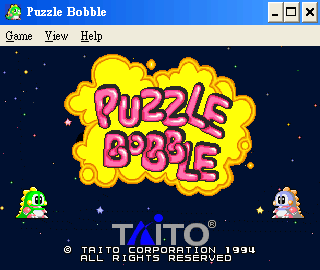 Puzzle Bobble
Game View Help
PUZZLE
BOBBLE
TAITO®
© TAITO CORPORATION 1994
ALL RIGHTS RESERVED